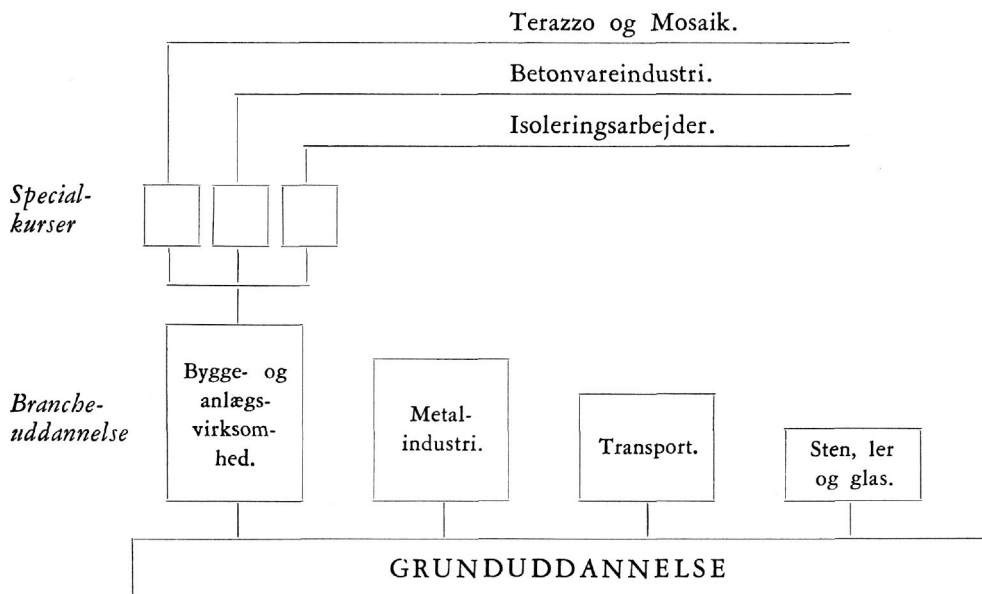 Terazzo og Mosaik.
Betonvareindustri.
Isoleringsarbejder.
Special-
kurser
Branche-
uddannelse
Bygge- og
anlægs-
virksom-
hed.
Metal-
industri.
Transport.
Sten, ler
og glas.
GRUNDUDDANNELSE